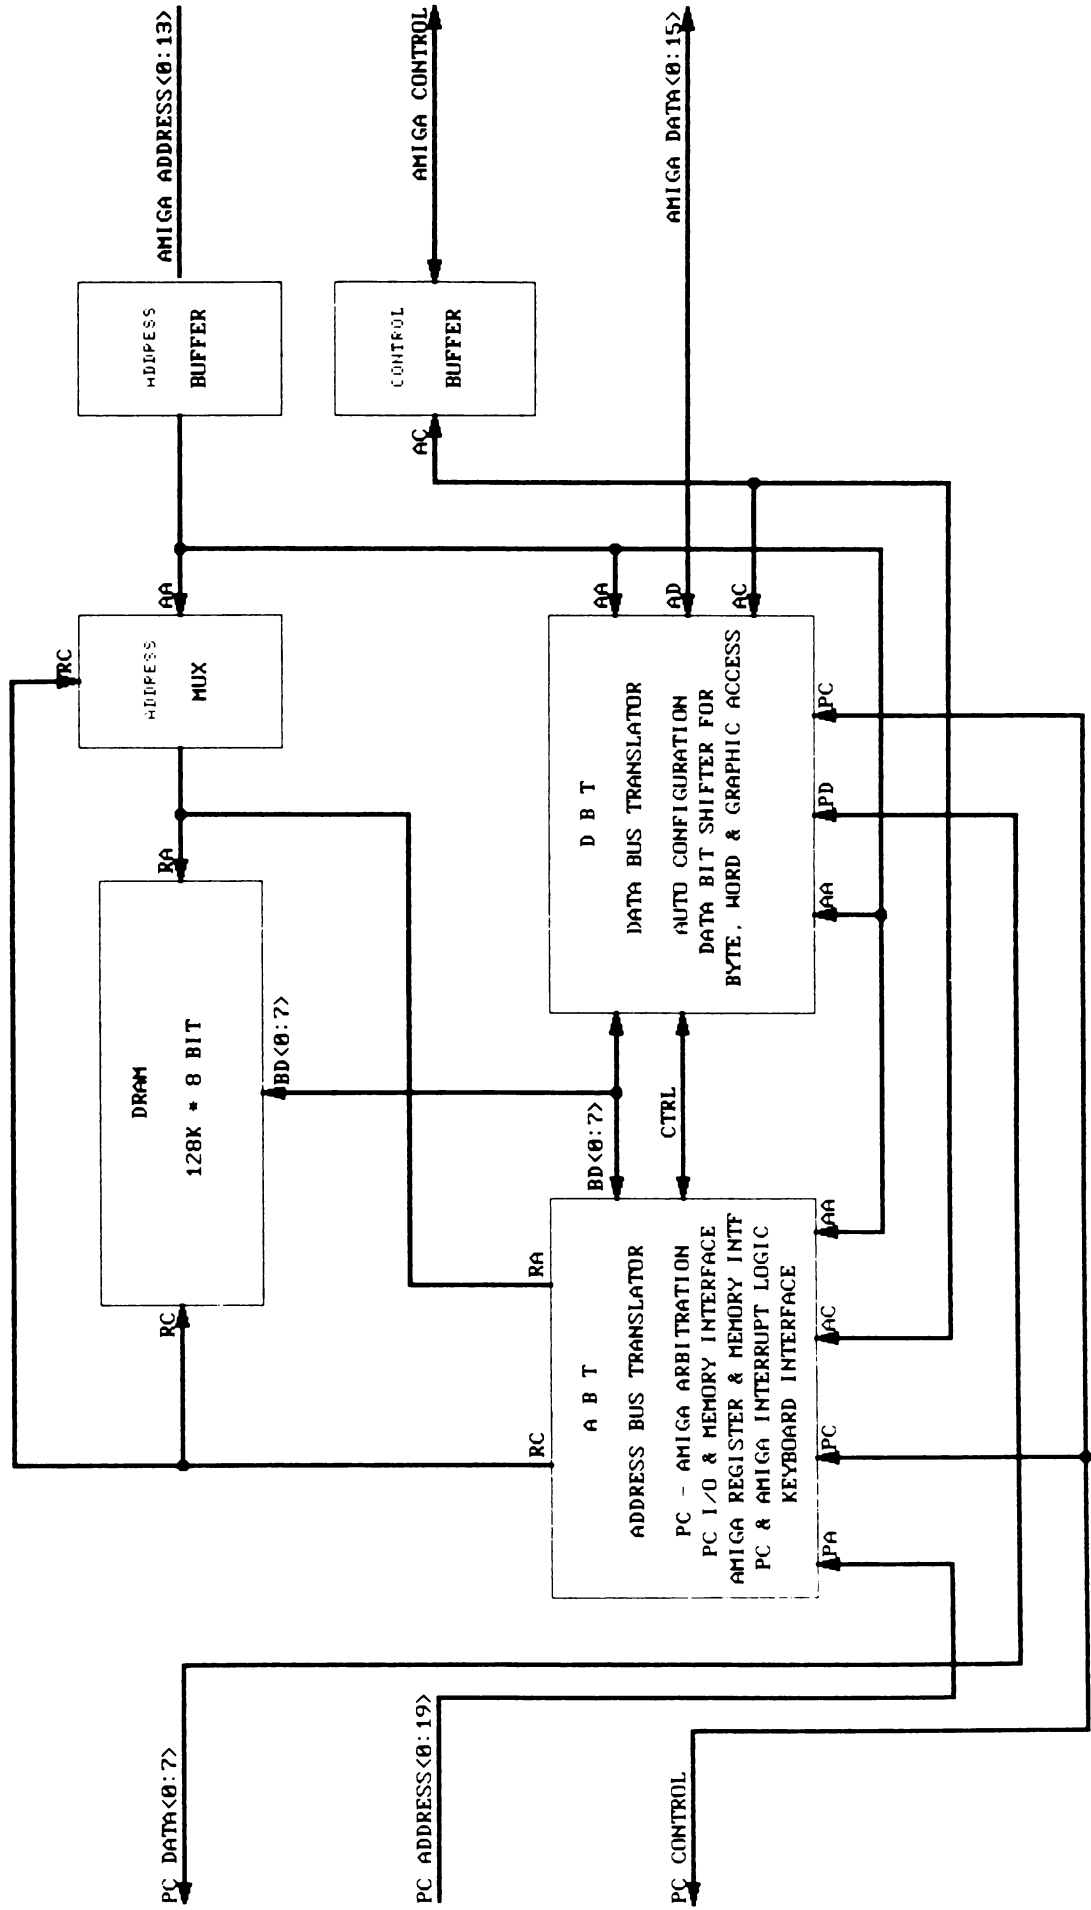 PC DATA<0:7>
PC ADDRESS<0:19>
PC CONTROL
RC
RA
DRAM
128K * 8 BIT
BD<0:7>
RC
RA
ADDRESS
MUX
AA
RC
ADDRESS
BUFFER
AMIGA ADDRESS<0:13>
CONTROL
BUFFER
AC
AMIGA CONTROL
AMIGA DATA<0:15>
A B T
ADDRESS BUS TRANSLATOR
PC - AMIGA ARBITRATION
PC I/O & MEMORY INTERFACE
AMIGA REGISTER & MEMORY INTF
PC & AMIGA INTERRUPT LOGIC
KEYBOARD INTERFACE
PA
PC
AC
AA
BD<0:7>
CTRL
D B T
DATA BUS TRANSLATOR
AUTO CONFIGURATION
DATA BIT SHIFTER FOR
BYTE, WORD & GRAPHIC ACCESS
AA
AD
AC
AA
PD
PC